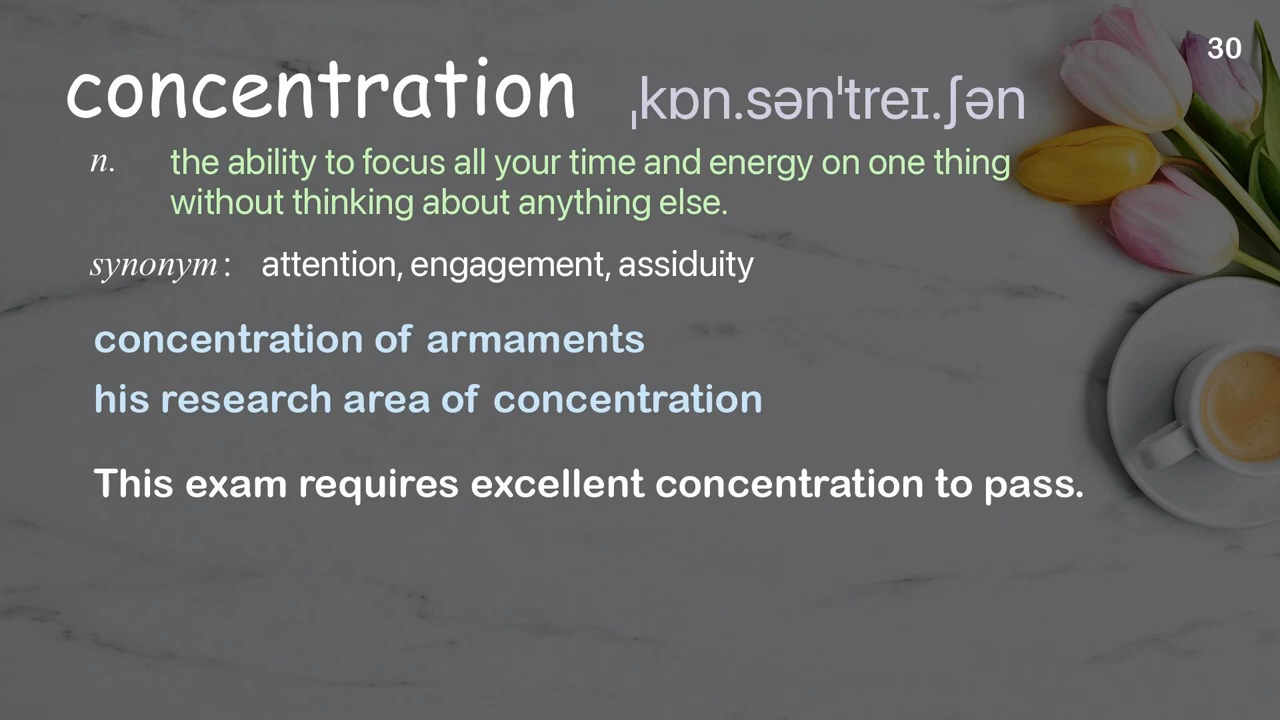 30
concentration ˌkɒn.sənˈtreɪ.ʃən
n. the ability to focus all your time and energy on one thing
without thinking about anything else.
synonym : attention, engagement, assiduity
concentration of armaments
his research area of concentration
This exam requires excellent concentration to pass.